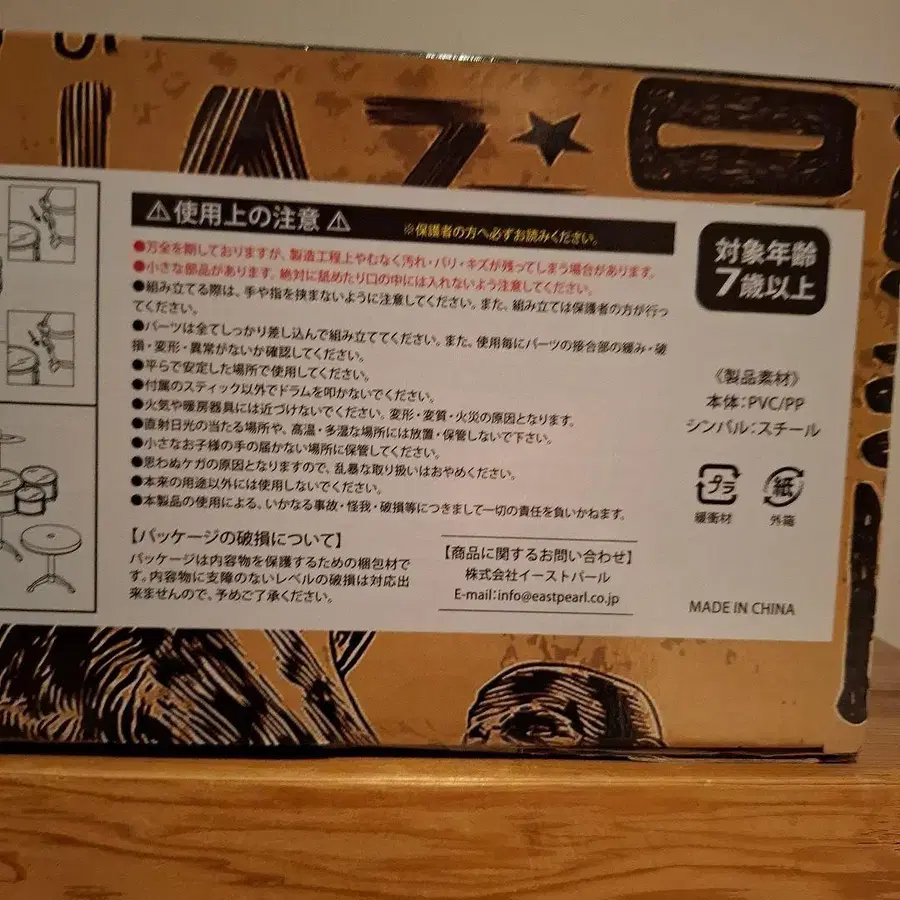 JAZ
⚠使用上の注意⚠
※保護者の方へ必ずお読みください。
対象年齢
7歳以上
●万全を期しておりますが、製造工程上やむなく汚れ・バリ・キズが残ってしまう場合があります。
●小さな部品があります。絶対に舐めたり口の中には入れないよう注意してください。
●組み立てる際は、手や指を挟まないように注意してください。また、組み立ては保護者の方が行っ
てください。
●パーツは全てしっかり差し込んで組み立ててください。また、使用毎にパーツの接合部の緩み・破
損・変形・異常がないか確認してください。
●平らで安定した場所で使用してください。
●付属のスティック以外でドラムを叩かないでください。
●火気や暖房器具には近づけないでください。変形・変質・火災の原因となります。
●直射日光の当たる場所や、高温・多湿な場所には放置・保管しないで下さい。
●小さなお子様の手の届かない場所に保管してください。
●思わぬケガの原因となりますので、乱暴な取り扱いはおやめください。
●本来の用途以外には使用しないでください。
●本製品の使用による、いかなる事故・怪我・破損等につきまして一切の責任を負いかねます。
《製品素材》
本体:PVC/PP
シンバル:スチール
プラ
緩衝材
紙
外箱
【パッケージの破損について】
パッケージは内容物を保護するための梱包材で
す。内容物に支障のないレベルの破損は対応出
来ませんので、予めご了承ください。
【商品に関するお問い合わせ】
株式会社イーストパール
E-mail:info@eastpearl.co.jp
MADE IN CHINA